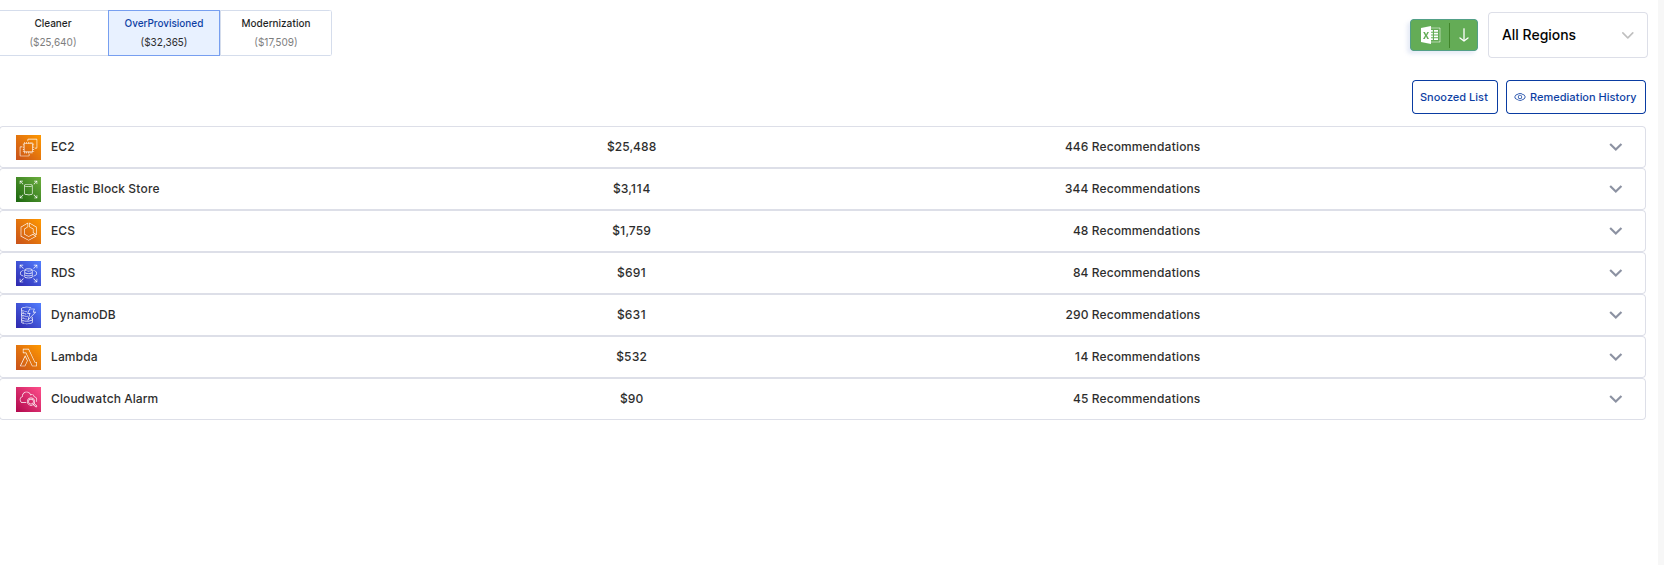 Cleaner
($25,640)
OverProvisioned
($32,365)
Modernization
($17,509)
All Regions
Snoozed List
Remediation History
EC2 $25,488 446 Recommendations
Elastic Block Store $3,114 344 Recommendations
ECS $1,759 48 Recommendations
RDS $691 84 Recommendations
DynamoDB $631 290 Recommendations
Lambda $532 14 Recommendations
Cloudwatch Alarm $90 45 Recommendations